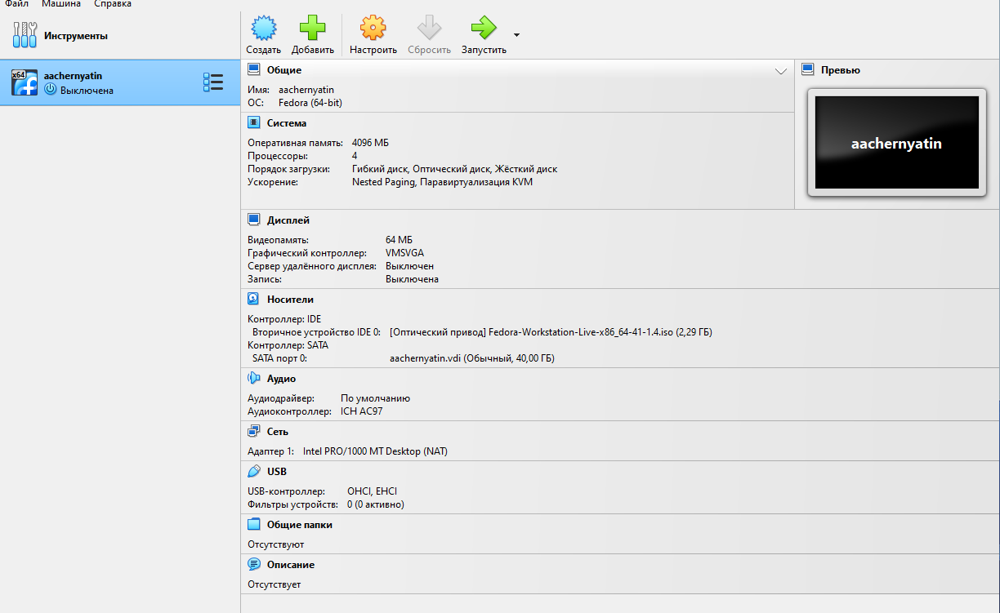 Файл Машина Справка
Инструменты
Создать Добавить Настроить Сбросить Запустить
x64
aachernyatin
Выключена
Общие
Имя: aachernyatin
ОС: Fedora (64-bit)
Превью
aachernyatin
Система
Оперативная память: 4096 МБ
Процессоры: 4
Порядок загрузки: Гибкий диск, Оптический диск, Жёсткий диск
Ускорение: Nested Paging, Паравиртуализация KVM
Дисплей
Видеопамять: 64 МБ
Графический контроллер: VMSVGA
Сервер удалённого дисплея: Выключен
Запись: Выключена
Носители
Контроллер: IDE
Вторичное устройство IDE 0: [Оптический привод] Fedora-Workstation-Live-x86_64-41-1.4.iso (2,29 ГБ)
Контроллер: SATA
SATA порт 0: aachernyatin.vdi (Обычный, 40,00 ГБ)
Аудио
Аудиодрайвер: По умолчанию
Аудиоконтроллер: ICH AC97
Сеть
Адаптер 1: Intel PRO/1000 MT Desktop (NAT)
USB
USB-контроллер: OHCI, EHCI
Фильтры устройств: 0 (0 активно)
Общие папки
Отсутствуют
Описание
Отсутствует